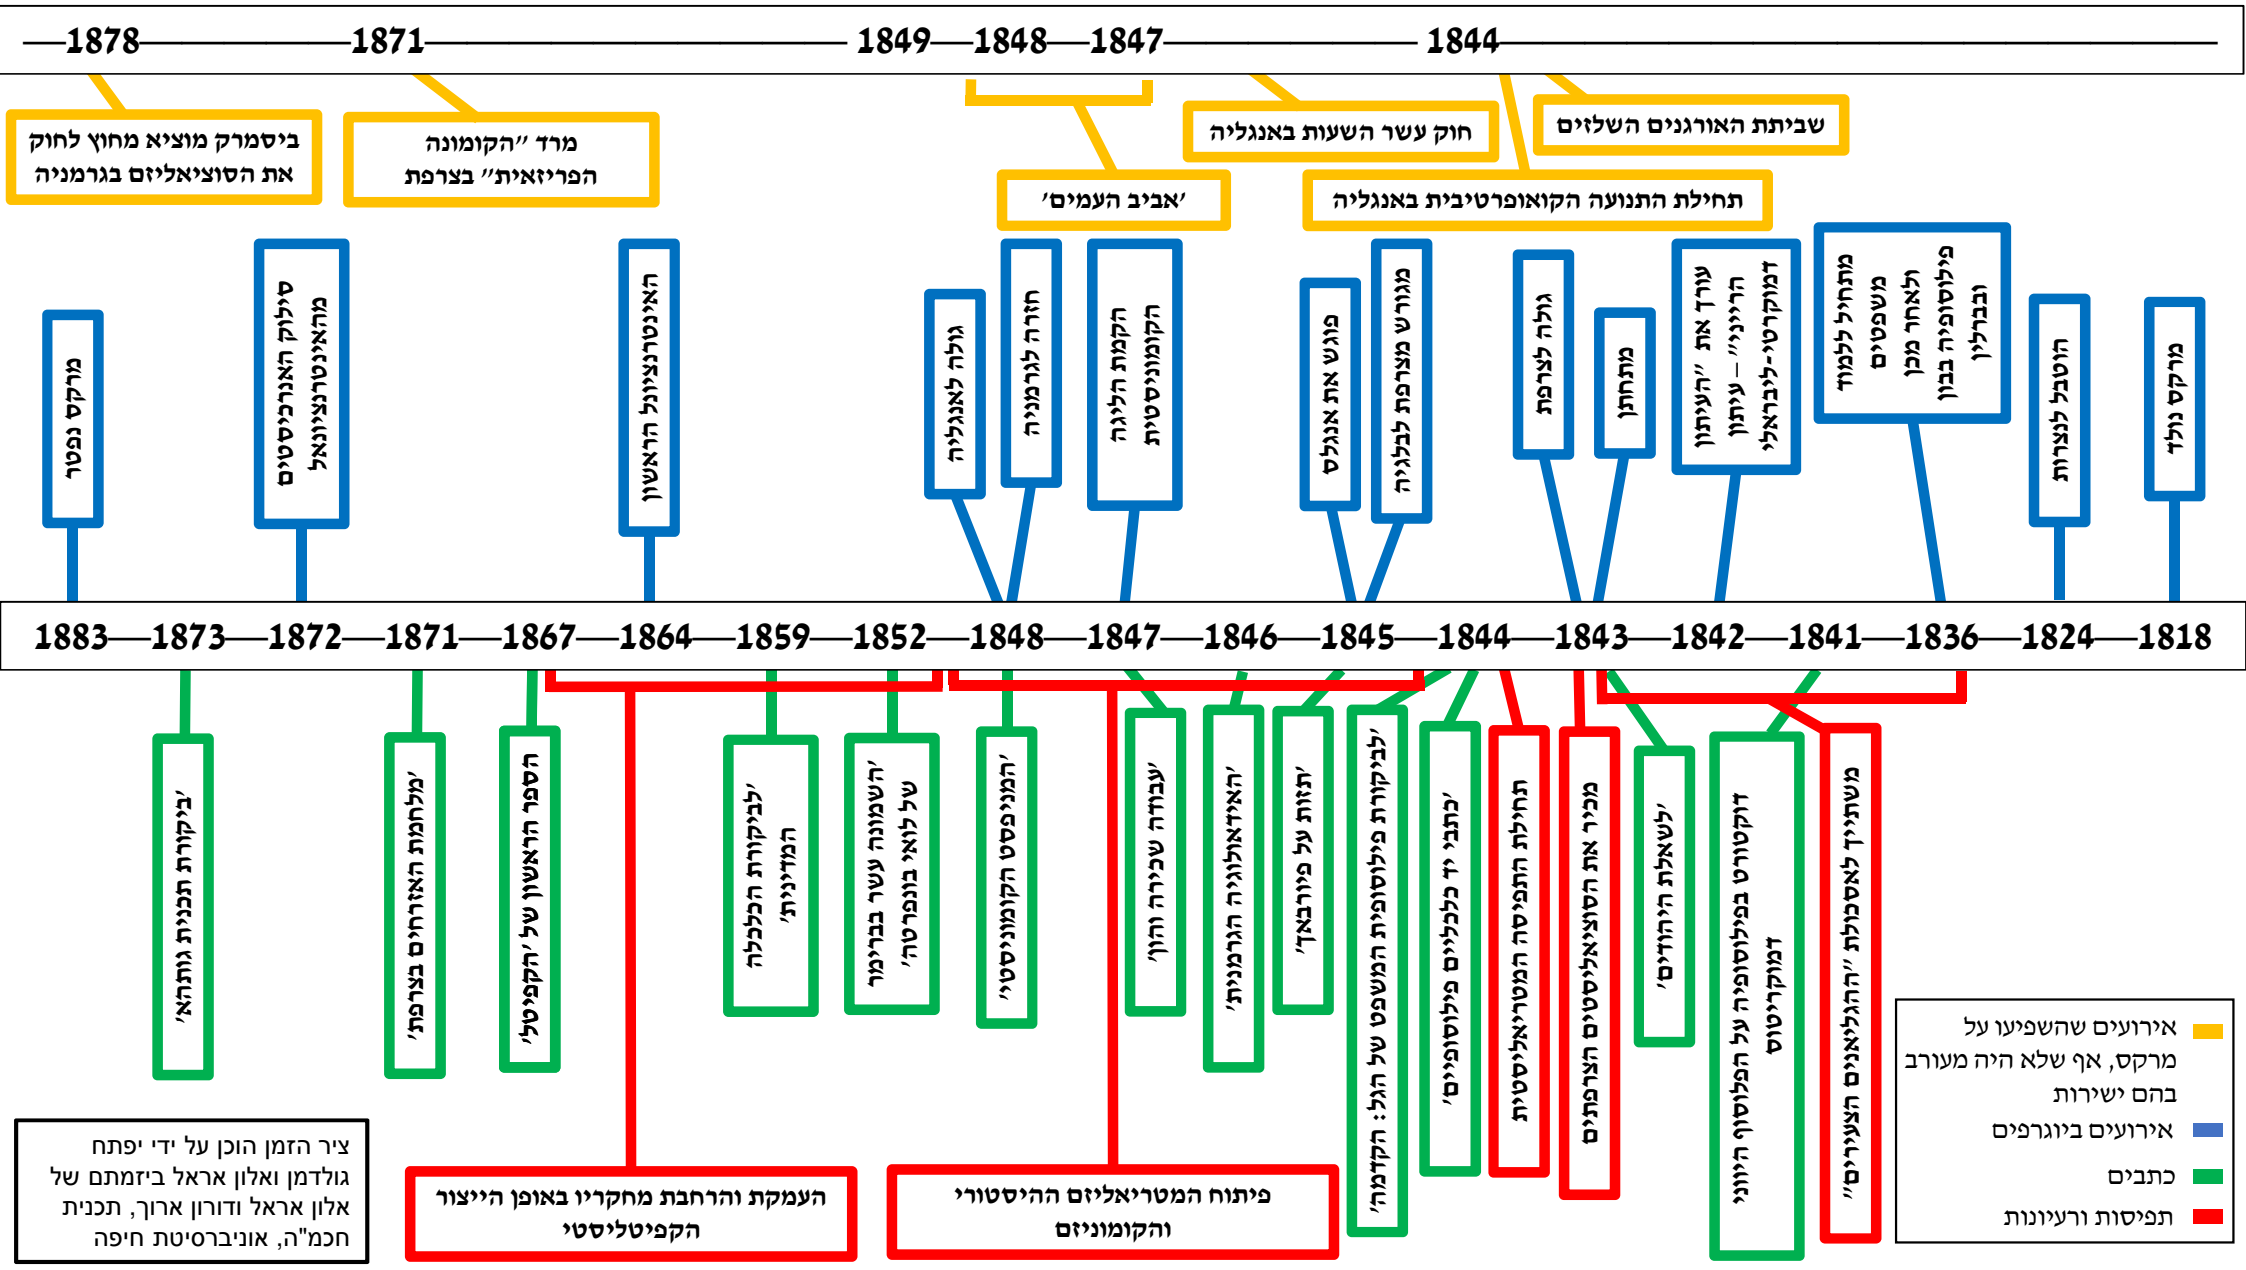 1844 1847 1848 1849 1871 1878
שביתת האורגנים השלזים
תחילת התנועה הקואופרטיבית באנגליה
חוק עשר השעות באנגליה
׳אביב העמים׳
מרד ״הקומונה
הפריזאית״ בצרפת
ביסמרק מוציא מחוץ לחוק
את הסוציאליזם בגרמניה
מרקס נולד
הוטבל לנצרות
מתחיל ללמוד
משפטים
ולאחר מכן
פילוסופיה בבון
ובברלין
עורך את ״העיתון
הרייני״ – עיתון
דמוקרטי-ליבראלי
מתחתן
גולה לצרפת
מגורש מצרפת לבלגיה
פוגש את אנגלס
הקמת הליגה
הקומוניסטית
חזרה לגרמניה
גולה לאנגליה
האינטרנציונל הראשון
סילוק האנרכיסטים
מהאינטרנציונאל
מרקס נפטר
1818 1824 1836 1841 1842 1843 1844 1845 1846 1847 1848 1852 1859 1864 1867 1871 1872 1873 1883
משתייך לאסכולת ״ההגליאנים הצעירים״
דוקטורט בפילוסופיה על הפלוסוף היווני
דמוקריטוס
׳לשאלת היהודים׳
מכיר את הסוציאליסטים הצרפתים
תחילת התפיסה המטריאליסטית
׳כתבי יד כלכליים פילוסופיים׳
׳לביקורת פילוסופית המשפט של הגל: הקדמה׳
׳תזות על פיורבאך׳
׳האידאולוגיה הגרמנית׳
׳עבודה שכירה והון׳
׳המניפסט הקומוניסטי׳
׳השמונה עשר בברימר
של לואי בונפרטה׳
׳לביקורת הכלכלה
המדינית׳
הספר הראשון של ׳הקפיטל׳
׳מלחמת האזרחים בצרפת׳
׳ביקורת תכנית גותהא׳
פיתוח המטריאליזם ההיסטורי
והקומוניזם
העמקת והרחבת מחקריו באופן הייצור
הקפיטליסטי
אירועים שהשפיעו על
מרקס, אף שלא היה מעורב
בהם ישירות
אירועים ביוגרפים
כתבים
תפיסות ורעיונות
ציר הזמן הוכן על ידי יפתח
גולדמן ואלון אראל ביזמתם של
אלון אראל ודורון ארוך, תכנית
חכמ"ה, אוניברסיטת חיפה